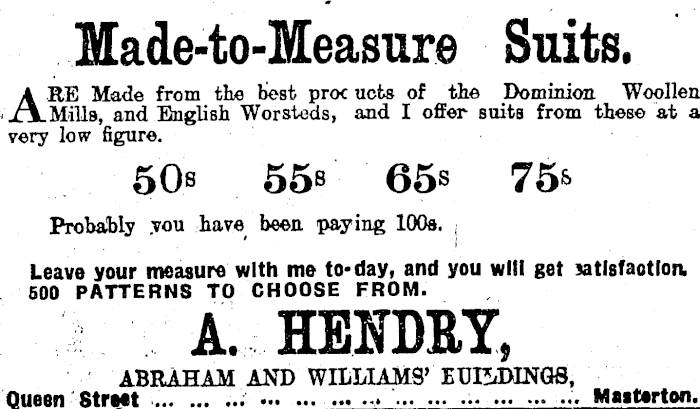 Made-to-Measure Suits.
ARE Made from the best products of the Dominion Woollen
Mills, and English Worsteds, and I offer suits from these at a
very low figure.
50s 55s 65s 75s
Probably you have been paying 100s.
Leave your measure with me to-day, and you will get satisfaction.
500 PATTERNS TO CHOOSE FROM.
A. HENDRY,
ABRAHAM AND WILLIAMS' BUILDINGS,
Queen Street ... ... ... ... ... ... ... ... ... ... ... ... Masterton.